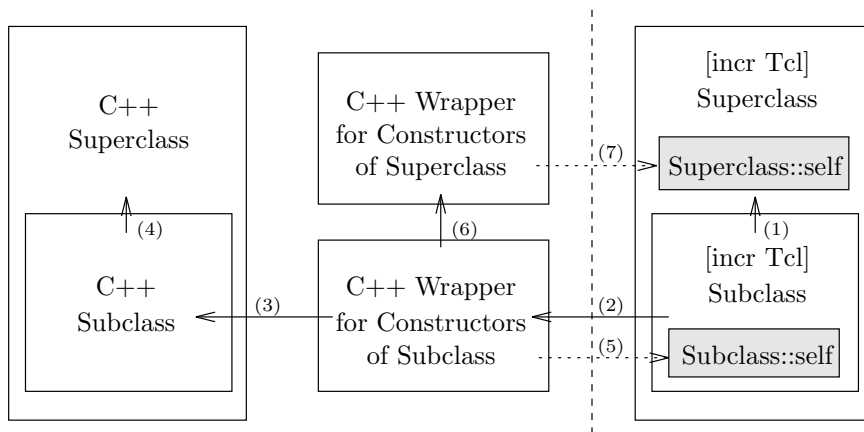 C++
Superclass
(4)
C++
Subclass
(3)
C++ Wrapper
for Constructors
of Superclass
(6)
C++ Wrapper
for Constructors
of Subclass
(7)
(2)
(5)
[incr Tcl]
Superclass
Superclass::self
(1)
[incr Tcl]
Subclass
Subclass::self